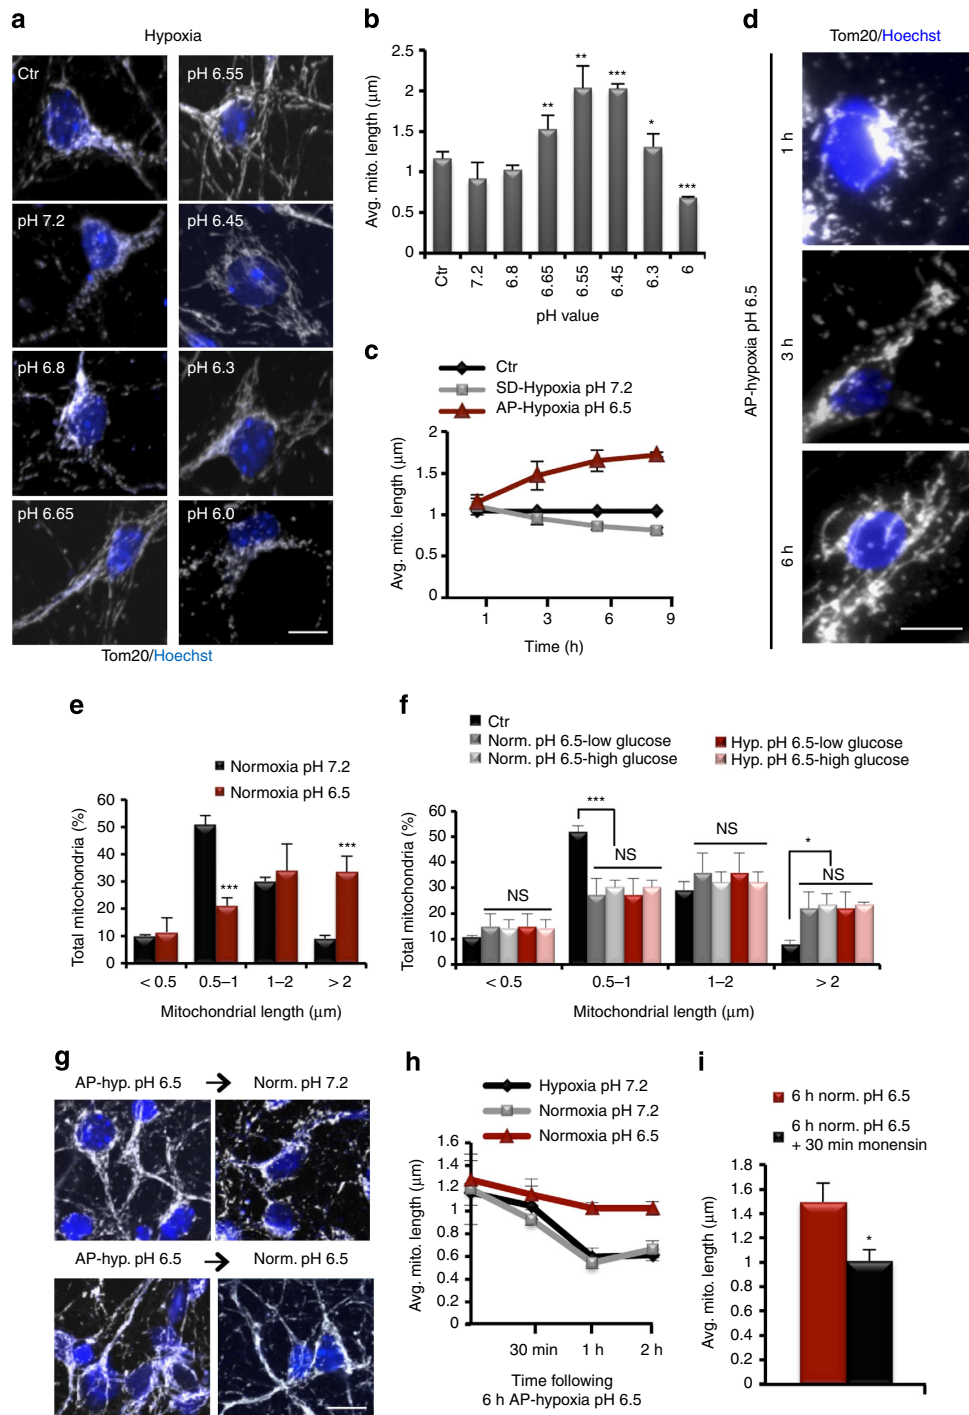 a
Hypoxia
Ctr
pH 6.55
pH 7.2
pH 6.45
pH 6.8
pH 6.3
pH 6.65
pH 6.0
Tom20/Hoechst
b
Avg. mito. length (μm)
2.5
2
1.5
1
0.5
0
**
**
***
*
***
Ctr
7.2
6.8
6.65
6.55
6.45
6.3
6
pH value
c
Ctr
SD-Hypoxia pH 7.2
AP-Hypoxia pH 6.5
Avg. mito. length (μm)
2
1.5
1
0.5
0
1
3
6
9
Time (h)
d
Tom20/Hoechst
AP-hypoxia pH 6.5
1 h
3 h
6 h
e
Normoxia pH 7.2
Normoxia pH 6.5
Total mitochondria (%)
60
50
40
30
20
10
0
***
***
< 0.5
0.5–1
1–2
> 2
Mitochondrial length (μm)
f
Ctr
Norm. pH 6.5-low glucose
Norm. pH 6.5-high glucose
Hyp. pH 6.5-low glucose
Hyp. pH 6.5-high glucose
Total mitochondria (%)
60
50
40
30
20
10
0
NS
***
NS
NS
*
NS
< 0.5
0.5–1
1–2
> 2
Mitochondrial length (μm)
g
AP-hyp. pH 6.5
Norm. pH 7.2
AP-hyp. pH 6.5
Norm. pH 6.5
h
Hypoxia pH 7.2
Normoxia pH 7.2
Normoxia pH 6.5
Avg. mito. length (μm)
1.6
1.4
1.2
1
0.8
0.6
0.4
0.2
0
30 min
1 h
2 h
Time following
6 h AP-hypoxia pH 6.5
i
6 h norm. pH 6.5
6 h norm. pH 6.5
+ 30 min monensin
Avg. mito. length (μm)
1.8
1.6
1.4
1.2
1
0.8
0.6
0.4
0.2
0
*